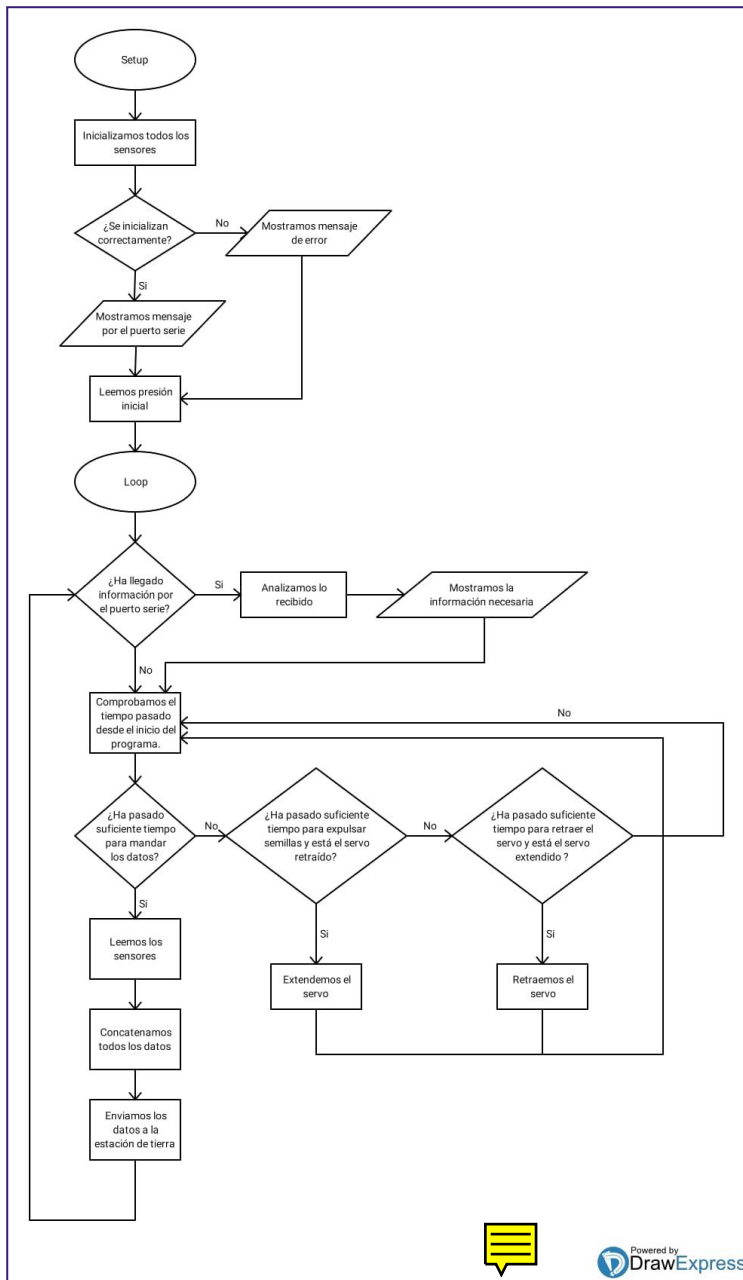 Setup
Inicializamos todos los
sensores
¿Se inicializan
correctamente?
No
Mostramos mensaje
de error
Si
Mostramos mensaje
por el puerto serie
Leemos presión
inicial
Loop
¿Ha llegado
información por
el puerto serie?
Si
Analizamos lo
recibido
Mostramos la
información necesaria
No
Comprobamos el
tiempo pasado
desde el inicio del
programa.
No
¿Ha pasado
suficiente tiempo
para mandar
los datos?
No
¿Ha pasado suficiente
tiempo para expulsar
semillas y está el servo
retraído?
No
¿Ha pasado suficiente
tiempo para retraer el
servo y está el servo
extendido ?
Si
Si
Si
Leemos los
sensores
Extendemos el
servo
Retraemos el
servo
Concatenamos
todos los datos
Enviamos los
datos a la
estación de tierra
Powered by
DrawExpress